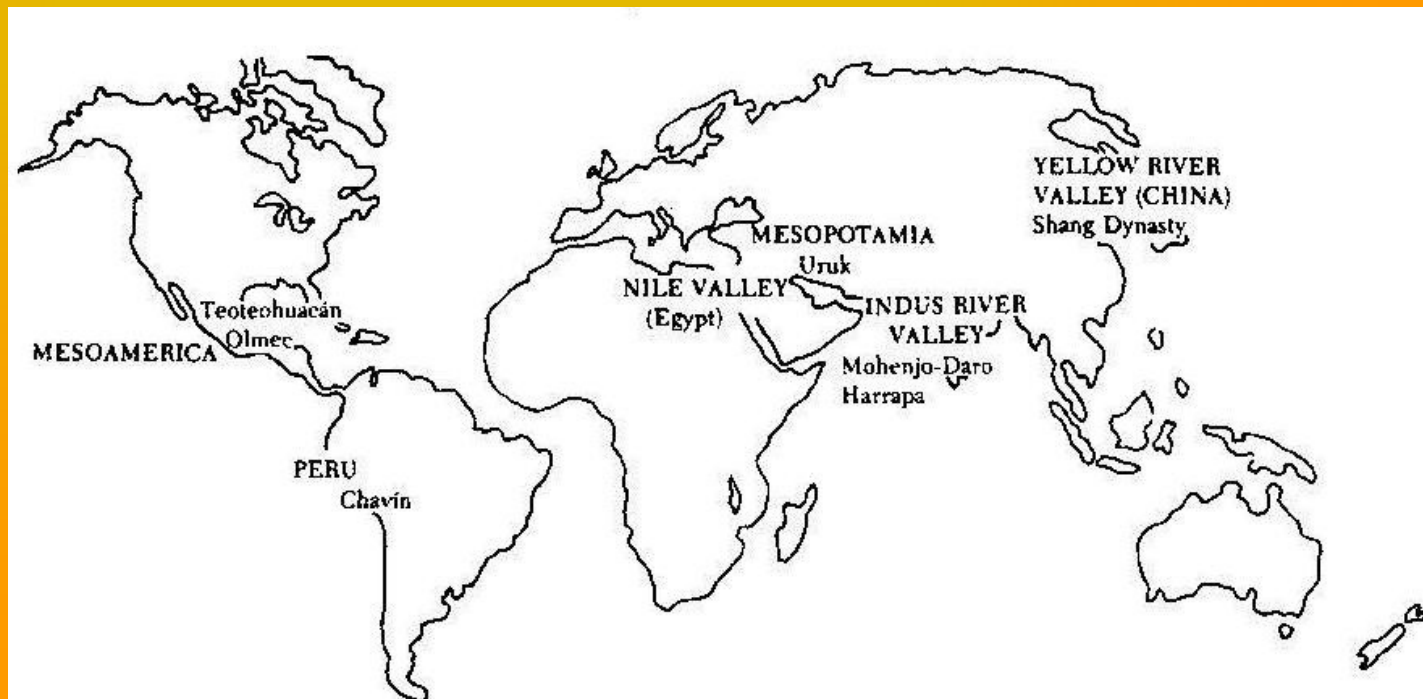 YELLOW RIVER
VALLEY (CHINA)
Shang Dynasty
MESOPOTAMIA
Uruk
NILE VALLEY
(Egypt)
INDUS RIVER
VALLEY
Mohenjo-Daro
Harrapa
Teoteohuacán
Olmec
MESOAMERICA
PERU
Chavín